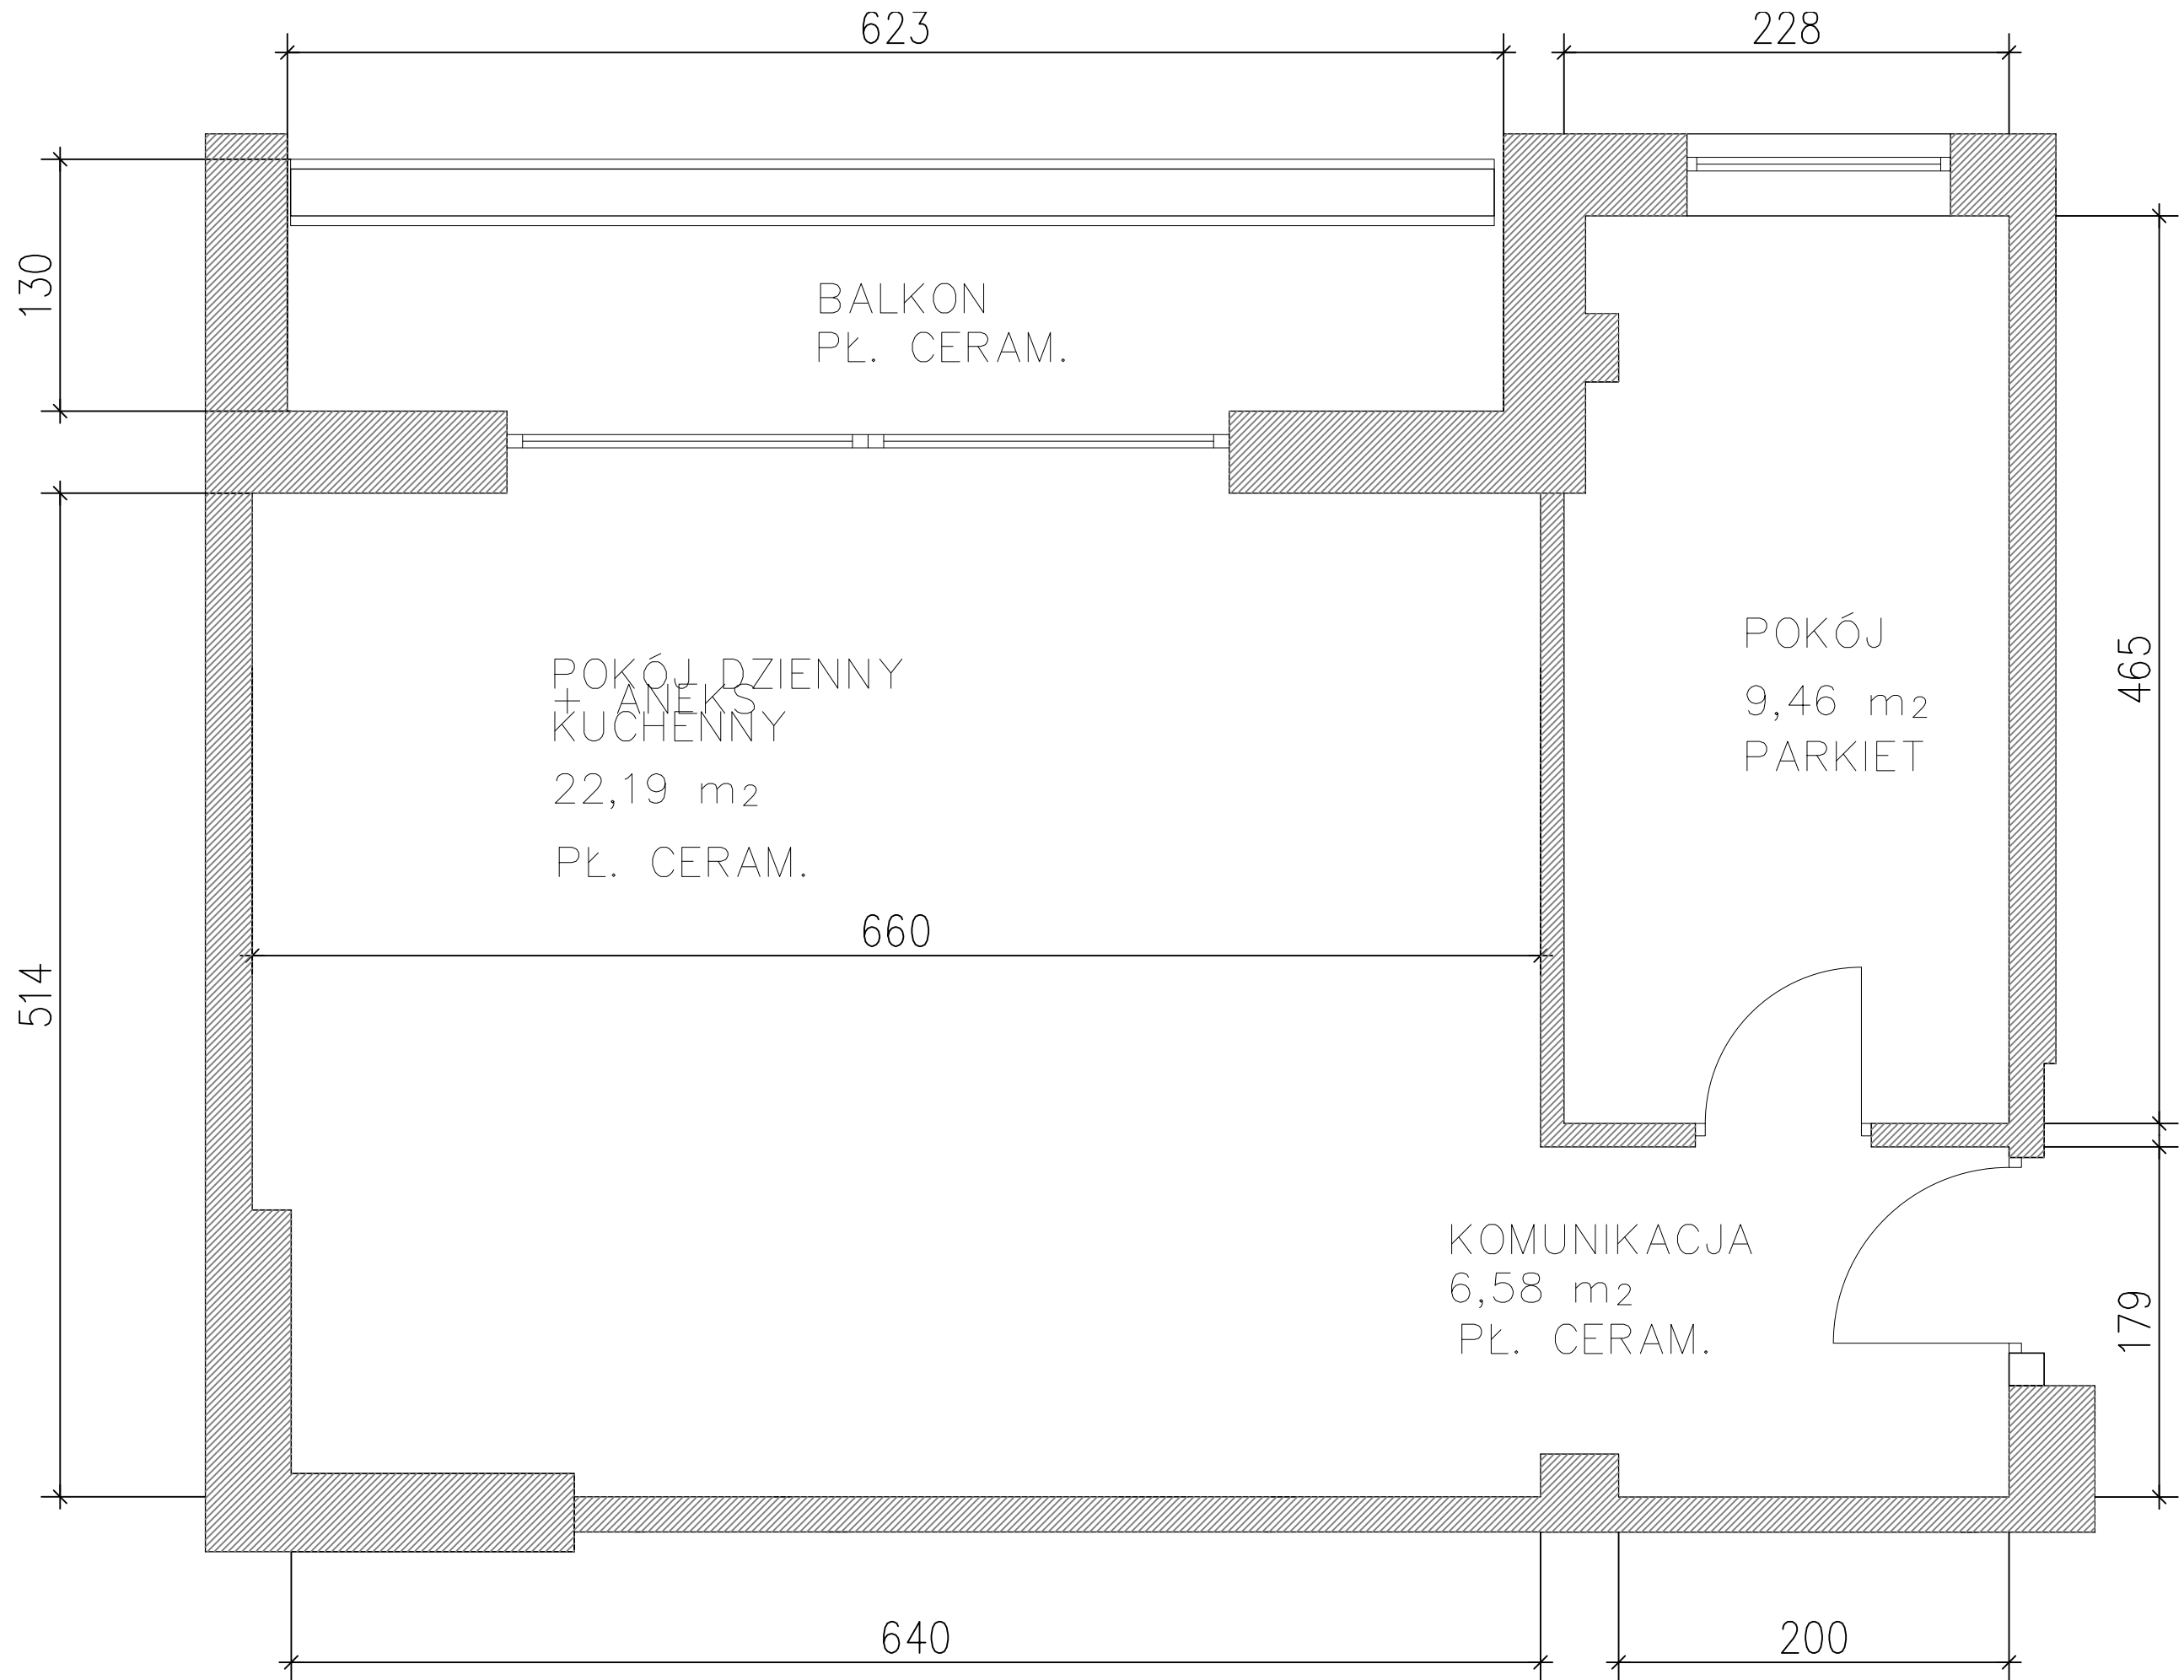 623
228
130
BALKON
PŁ. CERAM.
465
POKÓJ
9,46 m2
PARKIET
POKÓJ DZIENNY
+ ANEKS
KUCHENNY
22,19 m2
PŁ. CERAM.
660
514
KOMUNIKACJA
6,58 m2
PŁ. CERAM.
179
640
200